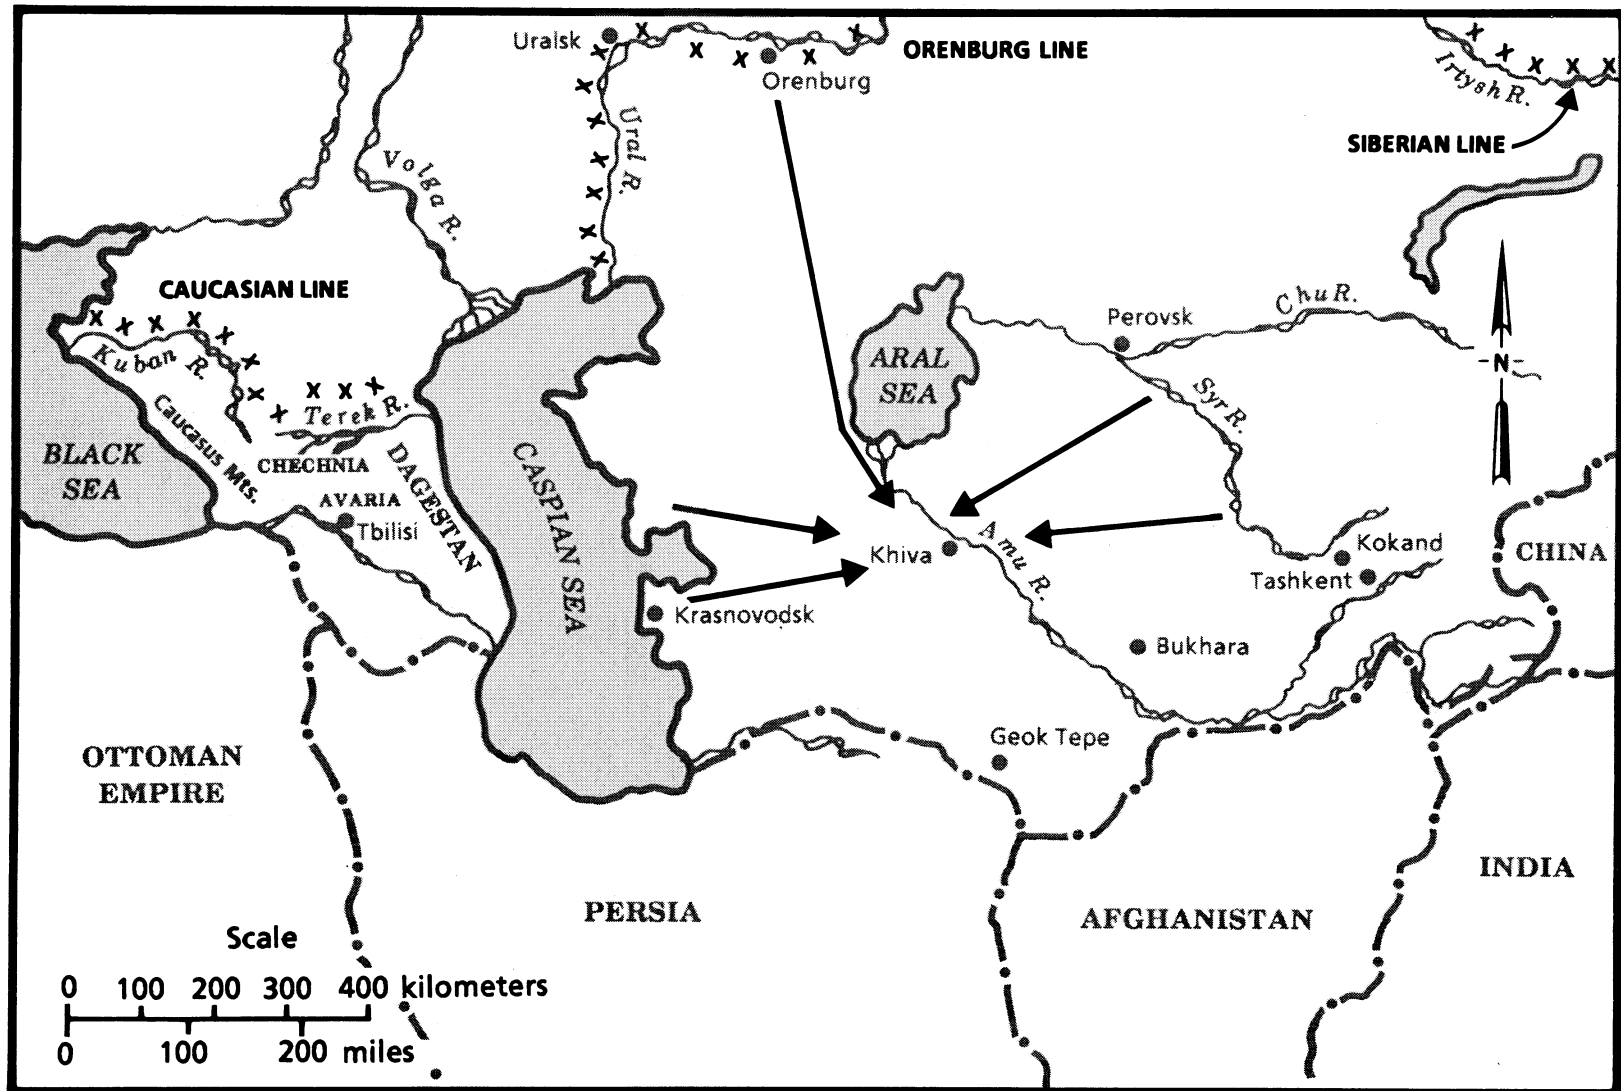 Uralsk
Orenburg
ORENBURG LINE
Irtysh R.
SIBERIAN LINE
Volga R.
Ural R.
CAUCASIAN LINE
Kuban R.
Terek R.
Caucasus Mts.
CHECHNIA
AVARIA
DAGESTAN
Tbilisi
BLACK
SEA
CASPIAN SEA
ARAL
SEA
Perovsk
Chu R.
Syr R.
N
Khiva
Amu R.
Kokand
Tashkent
CHINA
Krasnovodsk
Bukhara
Geok Tepe
OTTOMAN
EMPIRE
PERSIA
AFGHANISTAN
INDIA
Scale
0 100 200 300 400 kilometers
0 100 200 miles